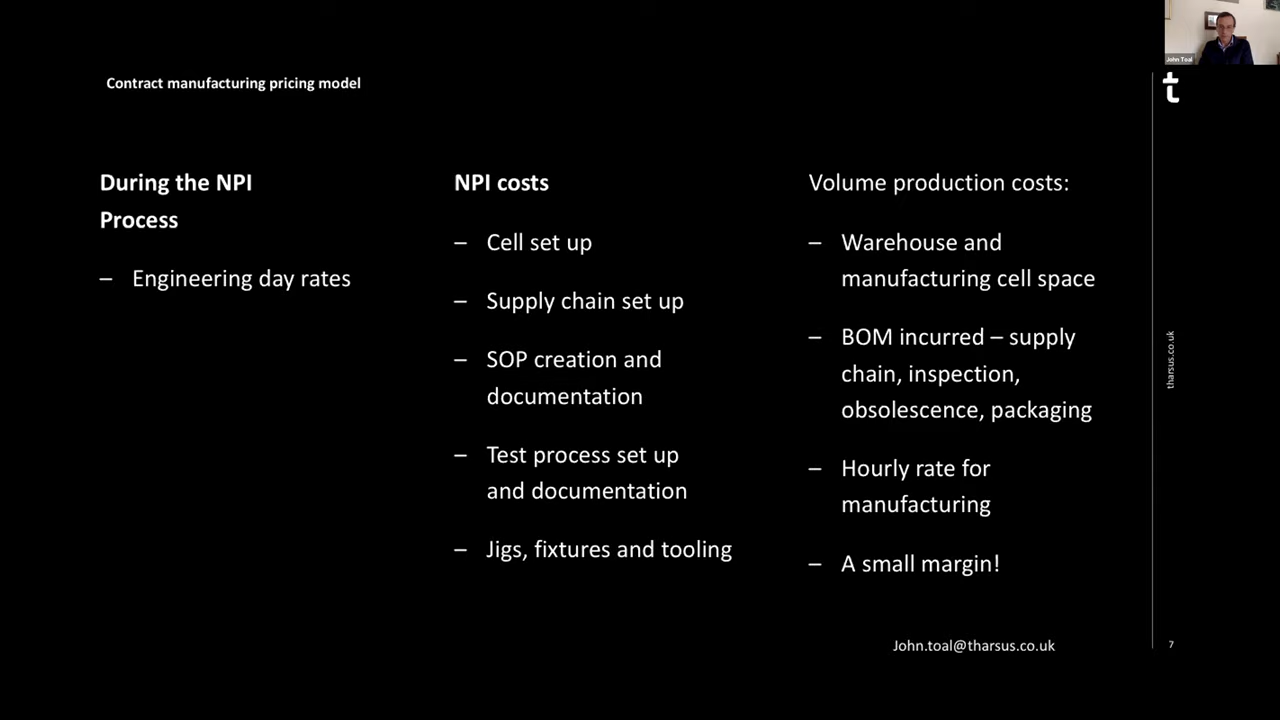 John Toal
Contract manufacturing pricing model
During the NPI
Process
– Engineering day rates
NPI costs
– Cell set up
– Supply chain set up
– SOP creation and
documentation
– Test process set up
and documentation
– Jigs, fixtures and tooling
Volume production costs:
– Warehouse and
manufacturing cell space
– BOM incurred – supply
chain, inspection,
obsolescence, packaging
– Hourly rate for
manufacturing
– A small margin!
t
tharsus.co.uk
John.toal@tharsus.co.uk
7